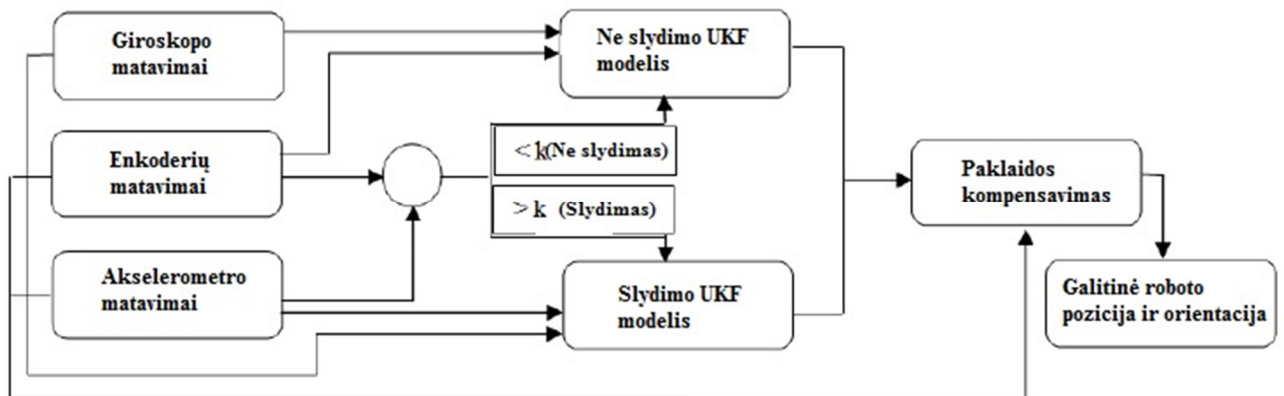 Giroskopo
matavimai
Ne slydimo UKF
modelis
Enkoderių
matavimai
<k(Ne slydimas)
>k (Slydimas)
Paklaidos
kompensavimas
Akselerometro
matavimai
Slydimo UKF
modelis
Galitinė roboto
pozicija ir orientacija